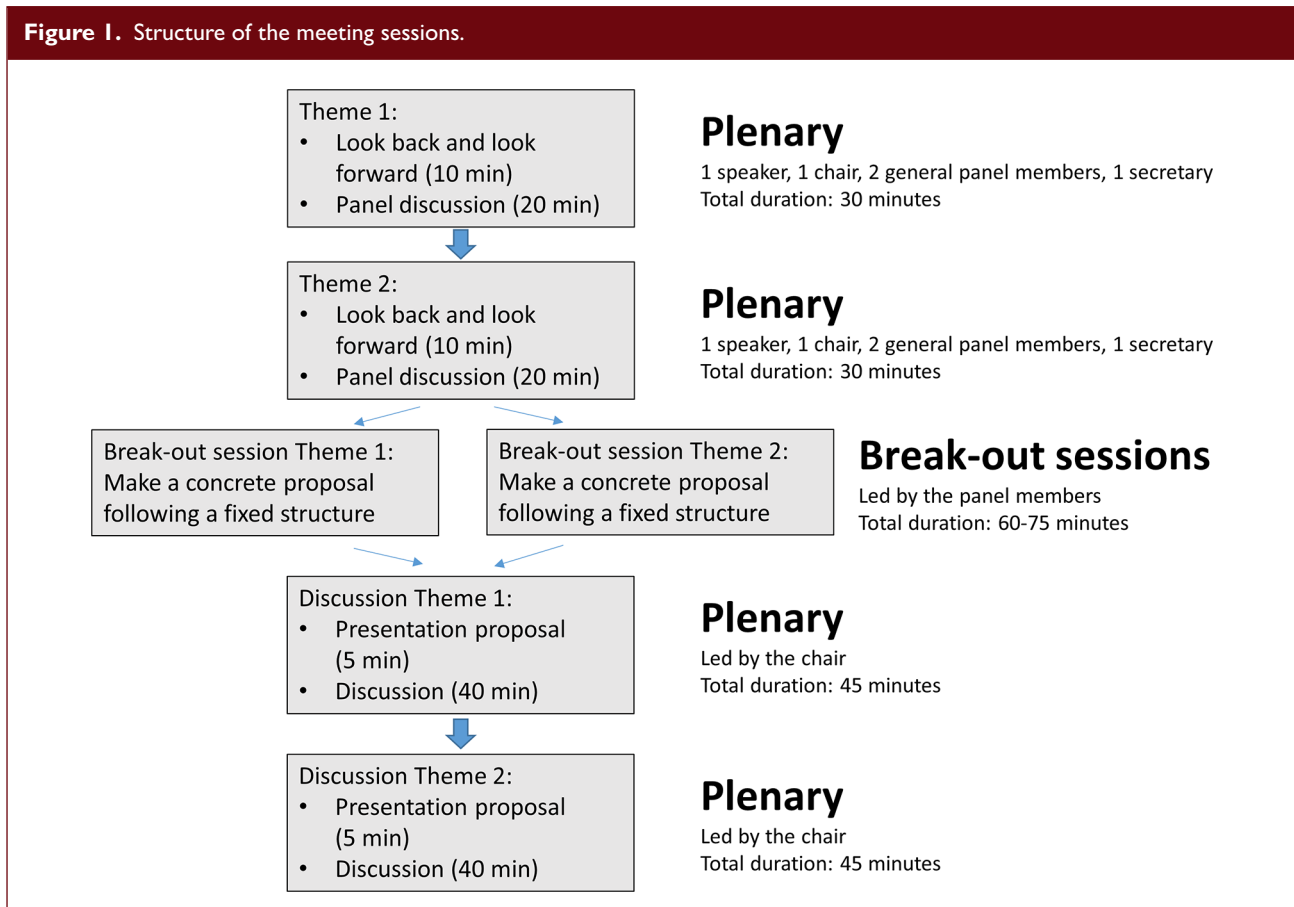 Figure 1. Structure of the meeting sessions.
Theme 1:
• Look back and look
forward (10 min)
• Panel discussion (20 min)
Plenary
1 speaker, 1 chair, 2 general panel members, 1 secretary
Total duration: 30 minutes
Theme 2:
• Look back and look
forward (10 min)
• Panel discussion (20 min)
Plenary
1 speaker, 1 chair, 2 general panel members, 1 secretary
Total duration: 30 minutes
Break-out session Theme 1:
Make a concrete proposal
following a fixed structure
Break-out session Theme 2:
Make a concrete proposal
following a fixed structure
Break-out sessions
Led by the panel members
Total duration: 60-75 minutes
Discussion Theme 1:
• Presentation proposal
(5 min)
• Discussion (40 min)
Plenary
Led by the chair
Total duration: 45 minutes
Discussion Theme 2:
• Presentation proposal
(5 min)
• Discussion (40 min)
Plenary
Led by the chair
Total duration: 45 minutes